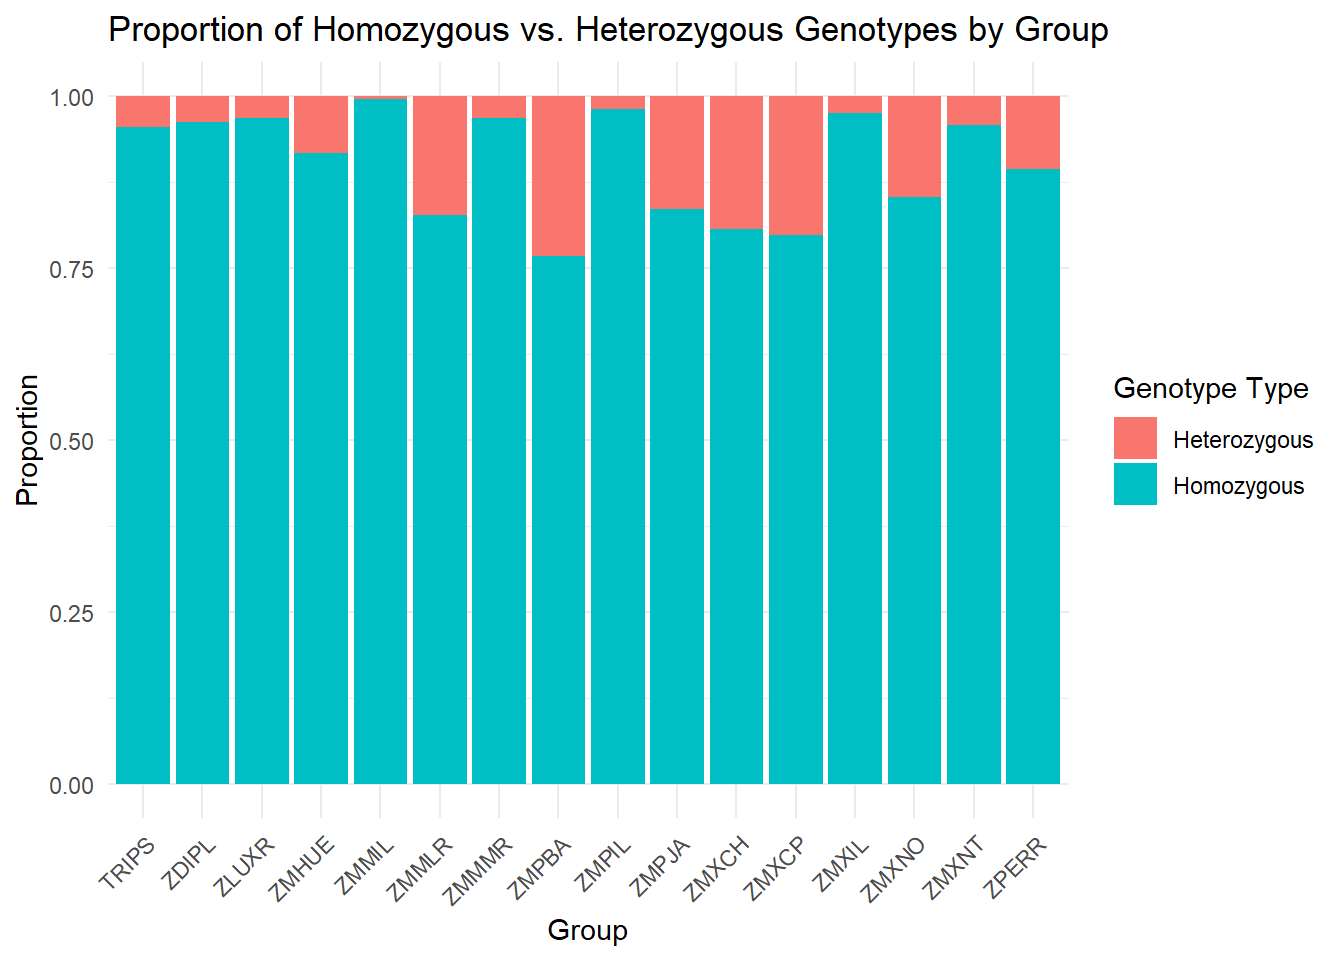 Proportion of Homozygous vs. Heterozygous Genotypes by Group
1.00
0.75
0.50
0.25
0.00
Proportion
TRIPS
ZDIPL
ZLUXR
ZMHUE
ZMMIL
ZMMLR
ZMMMR
ZMPBA
ZMPIL
ZMPJA
ZMXCH
ZMXCP
ZMXIL
ZMXNO
ZMXNT
ZPERR
Group
Genotype Type
Heterozygous
Homozygous